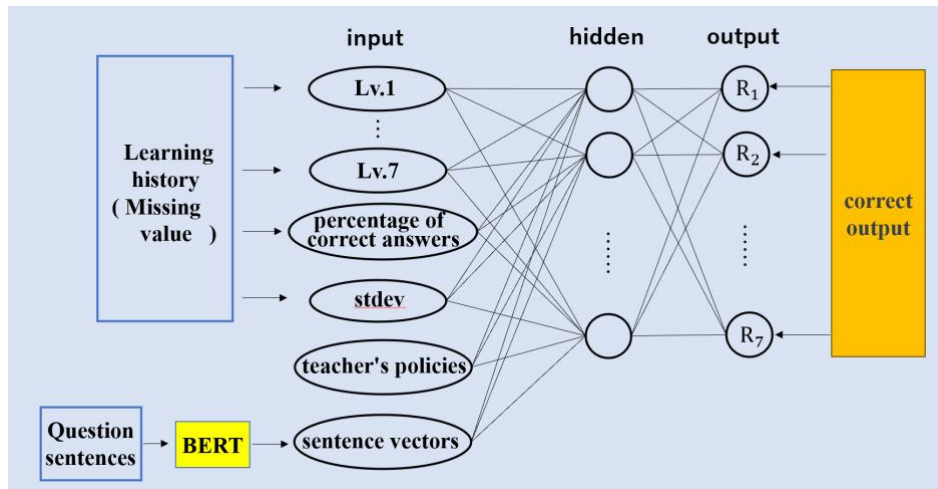 input
hidden
output
Lv.1
R₁
Learning
history
( Missing
value )
Lv.7
R₂
percentage of
correct answers
correct
output
stdev
R₇
teacher's policies
Question
sentences
BERT
sentence vectors